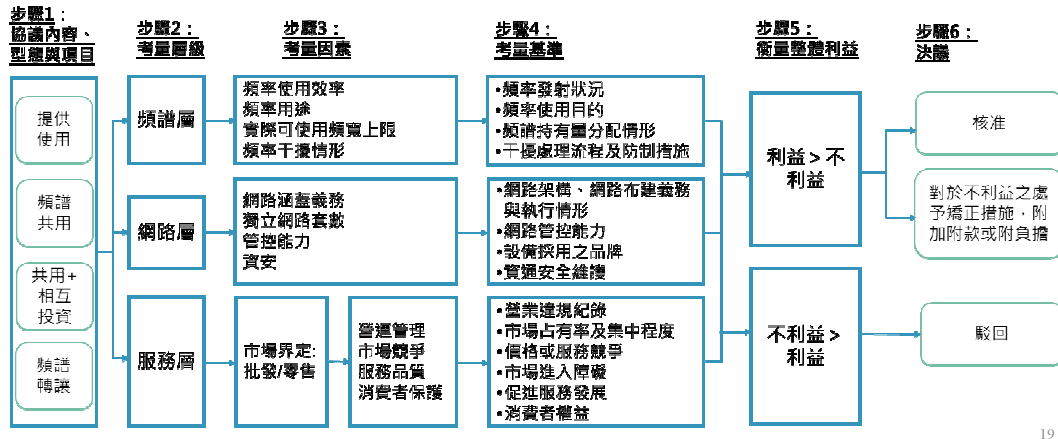 步驟1：
協議內容、
型態與項目
提供
使用
頻譜
共用
共用+
相互
投資
頻譜
轉讓
步驟2：
考量層級
頻譜層
網路層
服務層
步驟3：
考量因素
頻率使用效率
頻率用途
實際可使用頻寬上限
頻率干擾情形
網路涵蓋義務
獨立網路套數
管控能力
資安
市場界定:
批發/零售
營運管理
市場競爭
服務品質
消費者保護
步驟4：
考量基準
•頻率發射狀況
•頻率使用目的
•頻譜持有量分配情形
•干擾處理流程及防制措施
•網路架構、網路布建義務
與執行情形
•網路管控能力
•設備採用之品牌
•資通安全維護
•營業違規紀錄
•市場占有率及集中程度
•價格或服務競爭
•市場進入障礙
•促進服務發展
•消費者權益
步驟5：
衡量整體利益
利益 > 不
利益
不利益 >
利益
步驟6：
決議
核准
對於不利益之處
予矯正措施，附
加附款或附負擔
駁回
19